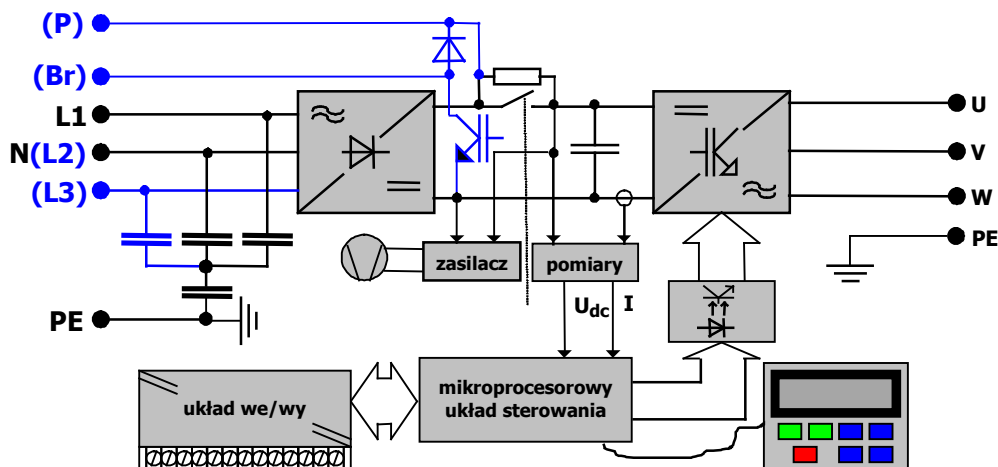 (P)
(Br)
L1
N(L2)
(L3)
PE
U
V
W
PE
zasilacz
pomiary
Udc I
mikroprocesorowy
układ sterowania
układ we/wy